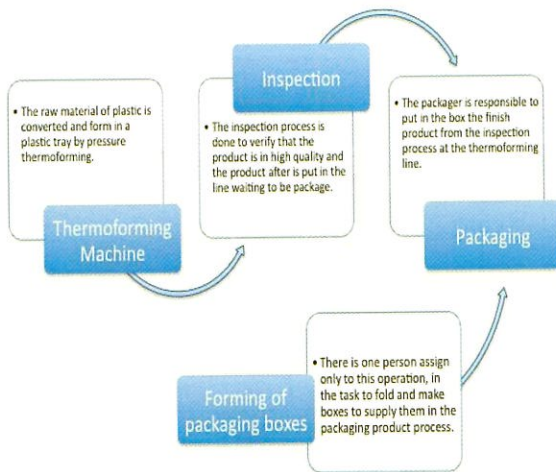 • The raw material of plastic is
converted and form in a
plastic tray by pressure
thermoforming.
Thermoforming
Machine
Inspection
• The inspection process is
done to verify that the
product is in high quality and
the product after is put in the
line waiting to be package.
• The packager is responsible to
put in the box the finish
product from the inspection
process at the thermoforming
line.
Packaging
Forming of
packaging boxes
• There is one person assign
only to this operation, in
the task to fold and make
boxes to supply them in the
packaging product process.